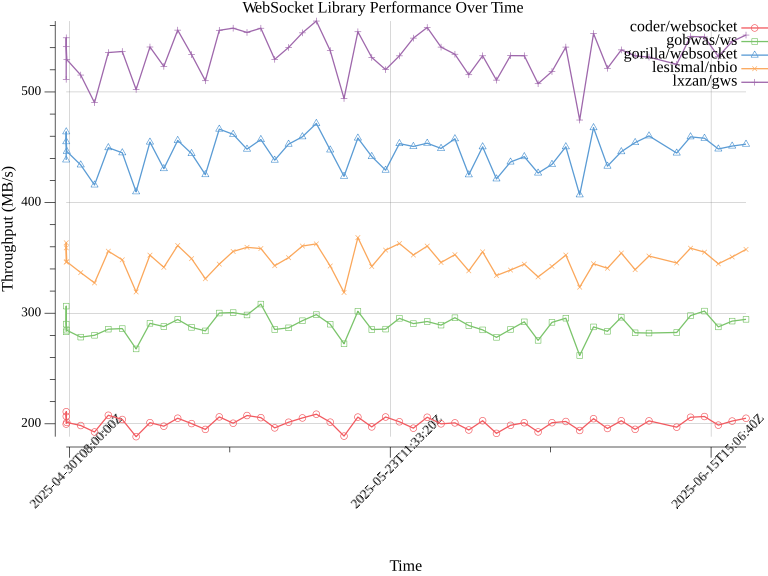 WebSocket Library Performance Over Time
coder/websocket
gobwas/ws
gorilla/websocket
lesismal/nbio
lxzan/gws
Throughput (MB/s)
500
400
300
200
2025-04-30T08:00:00Z
2025-05-23T11:33:20Z
2025-06-15T15:06:40Z
Time